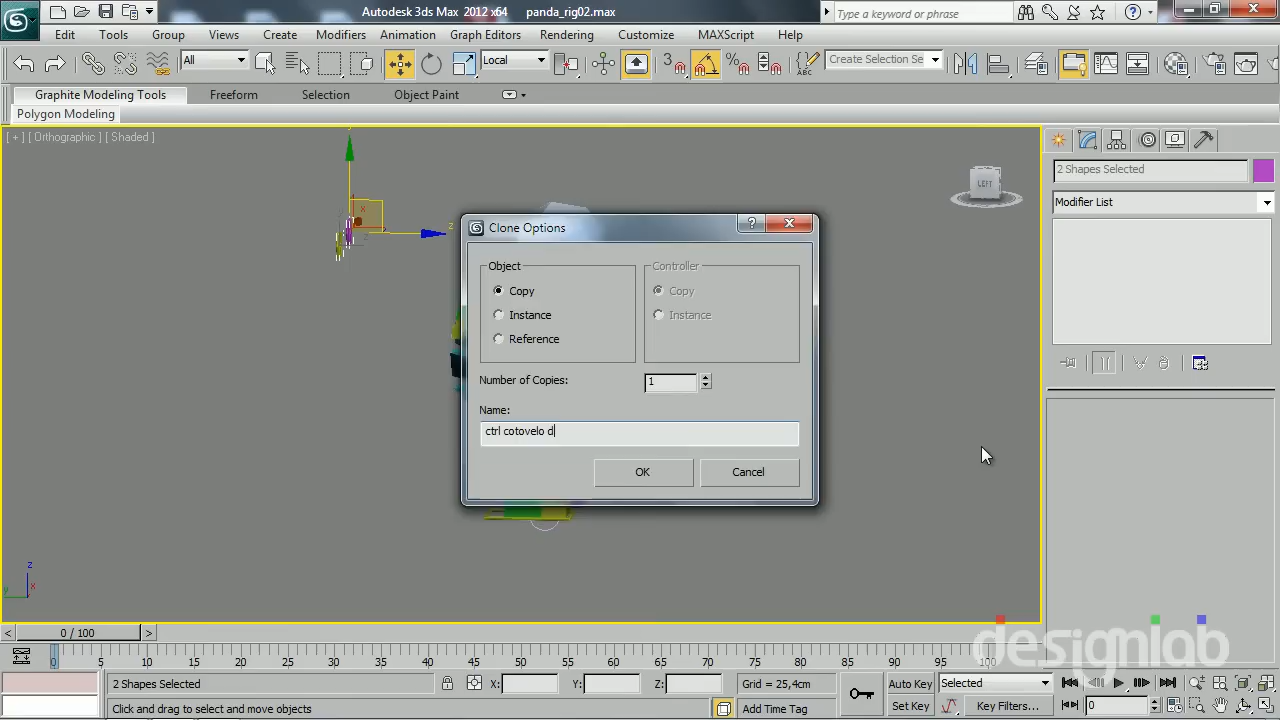 Autodesk 3ds Max 2012 x64 panda_rig02.max
Type a keyword or phrase
Edit Tools Group Views Create Modifiers Animation Graph Editors Rendering Customize MAXScript Help
All Local 3 Create Selection Se
Graphite Modeling Tools Freeform Selection Object Paint
Polygon Modeling
[ + ] [ Orthographic ] [ Shaded ]
LEFT
2 Shapes Selected
Modifier List
x
z
z
Clone Options
Object
Copy
Instance
Reference
Controller
Copy
Instance
Number of Copies:
1
Name:
ctrl cotovelo d
OK Cancel
z
x
y
designlab
< 0 / 100 >
0 5 10 15 20 25 30 35 40 45 50 55 60 65 70 75 80 85 90 95 100
2 Shapes Selected X: Y: Z: Grid = 25,4cm Auto Key Selected
Click and drag to select and move objects Add Time Tag Set Key Key Filters... 0